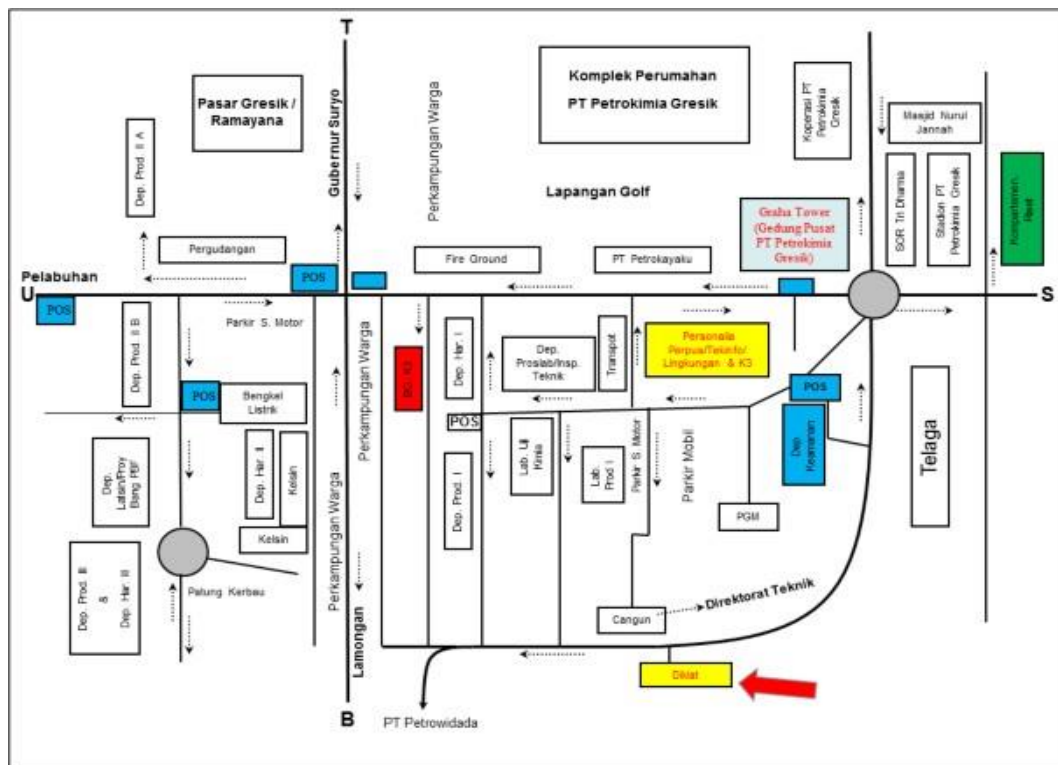 T
Pasar Gresik /
Ramayana
Gubernur Suryo
Perkampungan Warga
Komplek Perumahan
PT Petrokimia Gresik
Koperasi PT
Petrokimia
Gresik
Masjid Nurul
Jannah
Dep. Prod. II A
Lapangan Golf
SOR Tri Dharma
Stadion PT
Petrokimia Gresik
Kompartemen
Graha Tower
(Gedung Pusat
PT Petrokimia
Gresik)
Pergudangan
Fire Ground
PT Petrokayaku
Pelabuhan
U
POS
S
POS
Parkir S. Motor
Dep. Prod. II B
Perkampungan Warga
K3
Dep. Har. I
Dep.
Proslab/Insp.
Teknik
Transpot
Personalia
Lingkungan & K3
POS
POS
Bengkel
Listrik
POS
Dep
Keamanan
Telaga
Dep.
Bang PBF
Dep. Har. II
Kelsin
Kelsin
Perkampungan Warga
Dep. Prod. I
Lab. Uji
Kimia
Lab.
Prod I
Parkir S. Motor
Parkir Mobil
PGM
Dep. Prod. III
&
Dep Har. III
Patung Kerbau
Lamongan
Cangun
Direktorat Teknik
Diklat
B
PT Petrowidada